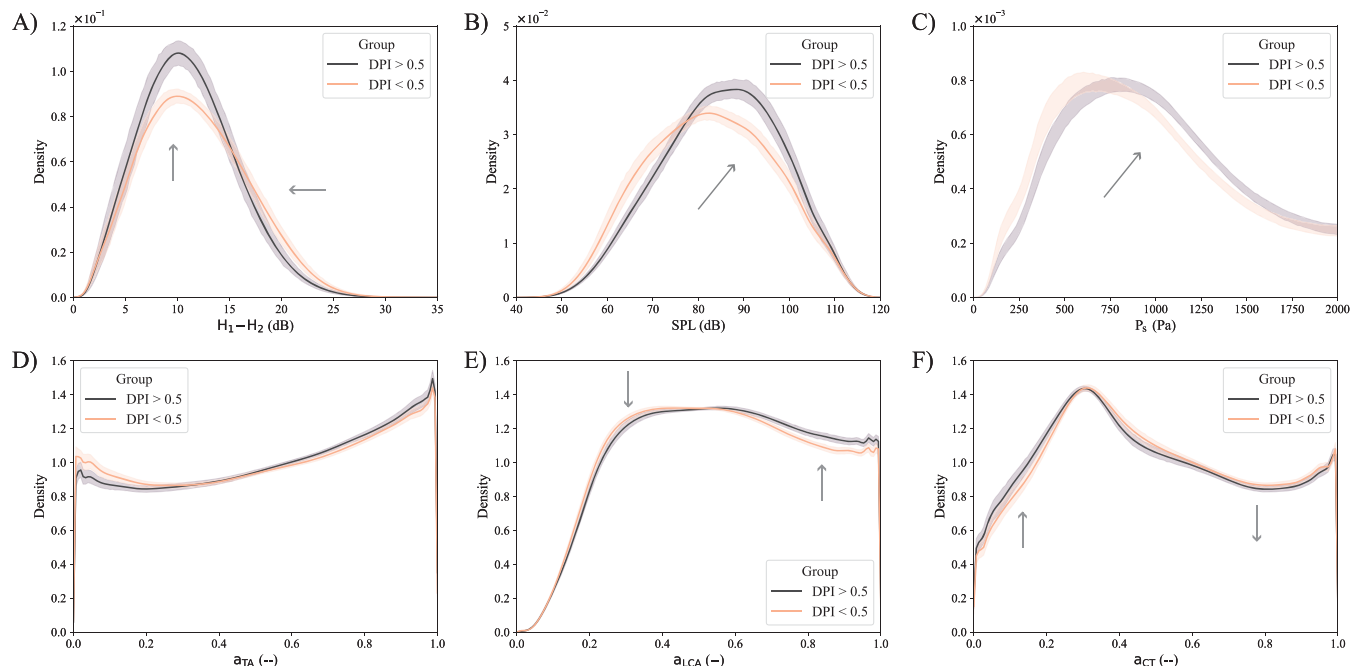 A)
×10⁻¹
Group
DPI > 0.5
DPI < 0.5
Density
0.0
0.2
0.4
0.6
0.8
1.0
1.2
0
5
10
15
20
25
30
35
H₁−H₂ (dB)
B)
×10⁻²
Group
DPI > 0.5
DPI < 0.5
Density
0
1
2
3
4
5
40
50
60
70
80
90
100
110
120
SPL (dB)
C)
×10⁻³
Group
DPI > 0.5
DPI < 0.5
Density
0.0
0.2
0.4
0.6
0.8
1.0
0
250
500
750
1000
1250
1500
1750
2000
Pₛ (Pa)
D)
Group
DPI > 0.5
DPI < 0.5
Density
0.0
0.2
0.4
0.6
0.8
1.0
1.2
1.4
1.6
0.0
0.2
0.4
0.6
0.8
1.0
a_TA (--)
E)
Group
DPI > 0.5
DPI < 0.5
Density
0.0
0.2
0.4
0.6
0.8
1.0
1.2
1.4
1.6
0.0
0.2
0.4
0.6
0.8
1.0
a_LCA (–)
F)
Group
DPI > 0.5
DPI < 0.5
Density
0.0
0.2
0.4
0.6
0.8
1.0
1.2
1.4
1.6
0.0
0.2
0.4
0.6
0.8
1.0
a_CT (--)